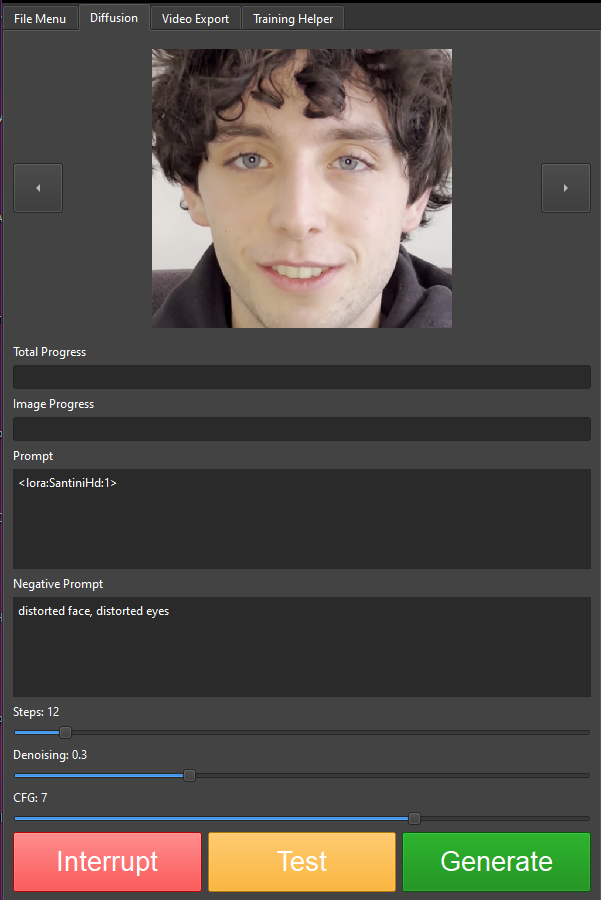 File Menu
Diffusion
Video Export
Training Helper
Total Progress
Image Progress
Prompt
<lora:SantiniHd:1>
Negative Prompt
distorted face, distorted eyes
Steps: 12
Denoising: 0.3
CFG: 7
Interrupt
Test
Generate